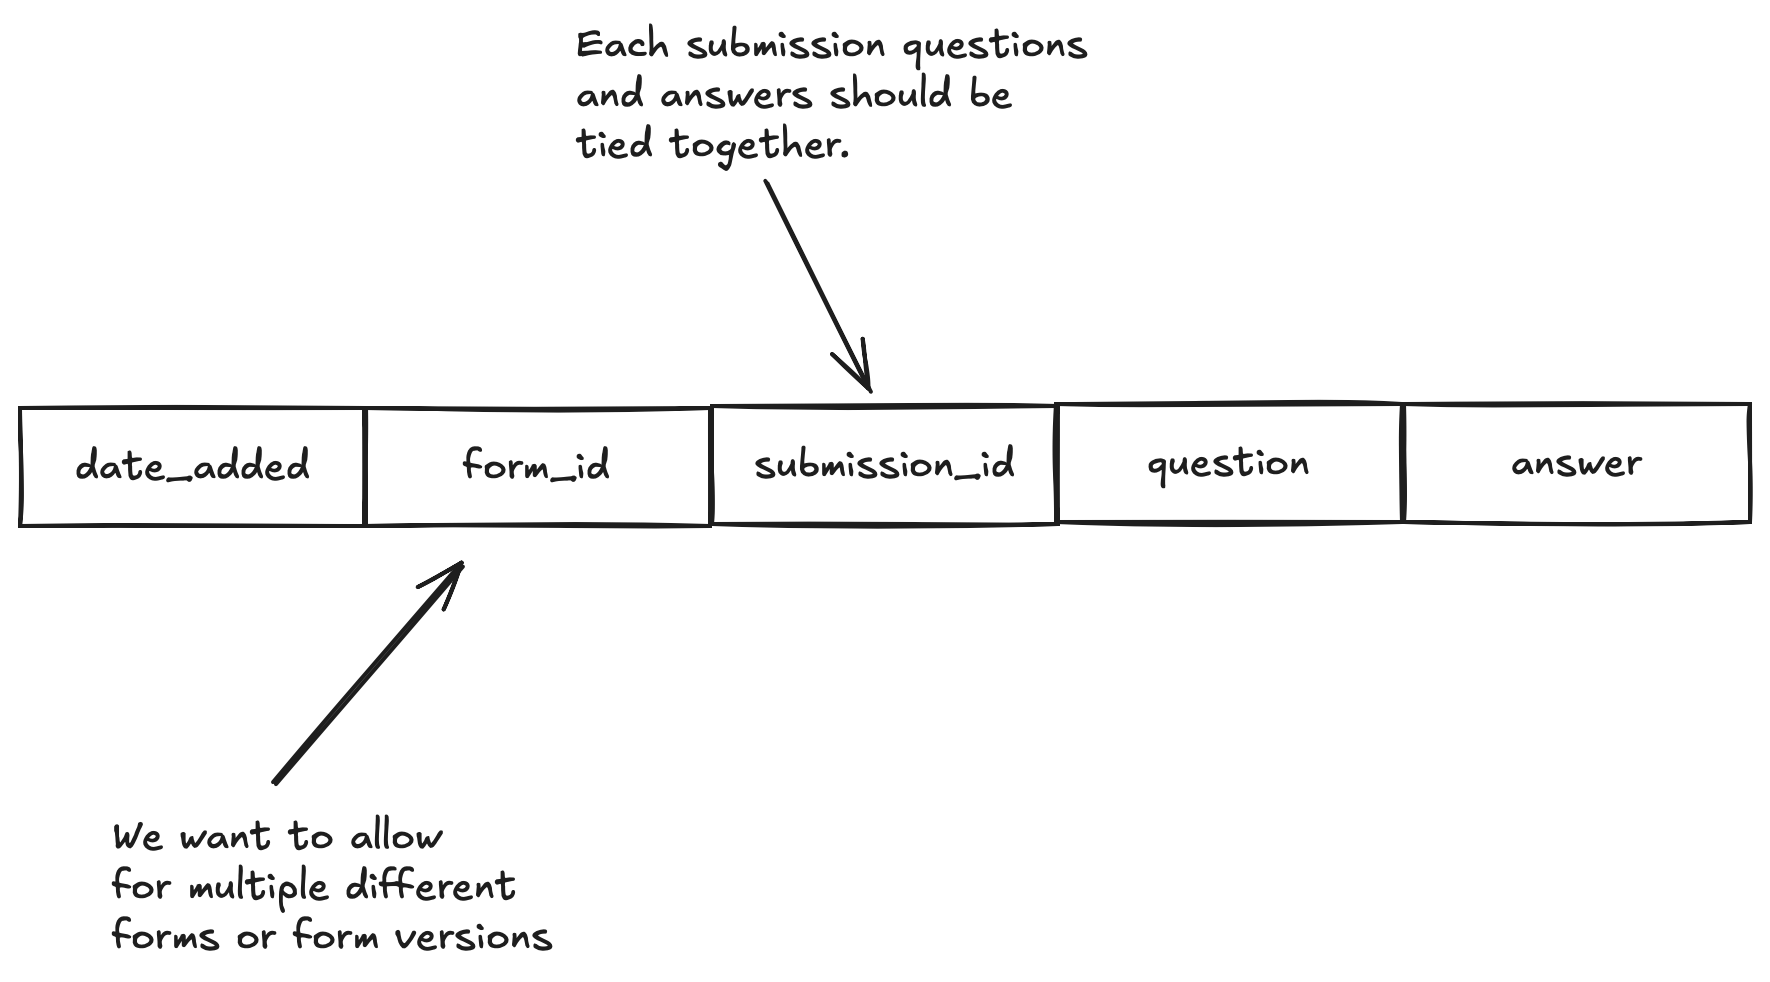 Each submission questions
and answers should be
tied together.
date_added form_id submission_id question answer
We want to allow
for multiple different
forms or form versions